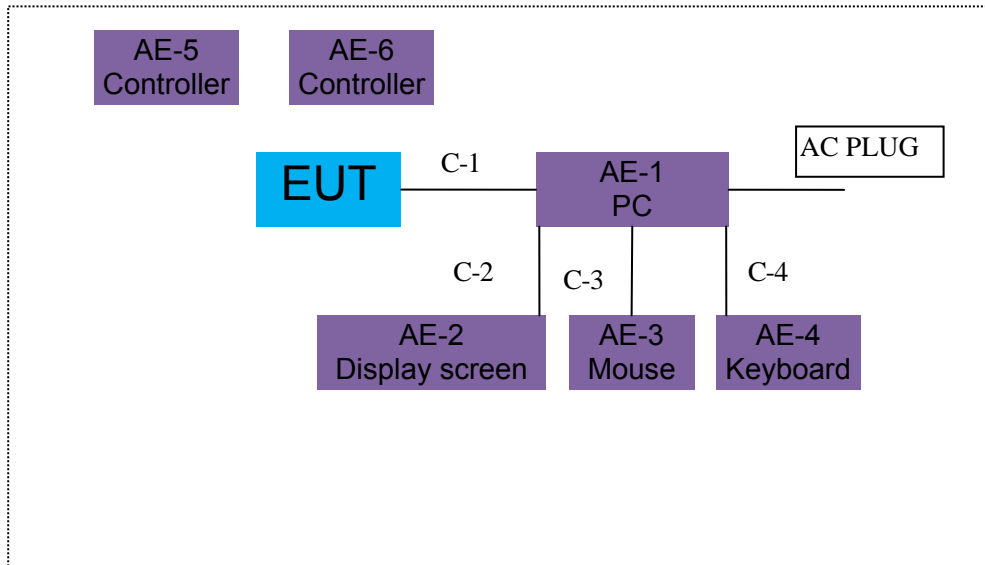 AE-5
Controller
AE-6
Controller
EUT
C-1
AE-1
PC
AC PLUG
C-2
C-3
C-4
AE-2
Display screen
AE-3
Mouse
AE-4
Keyboard